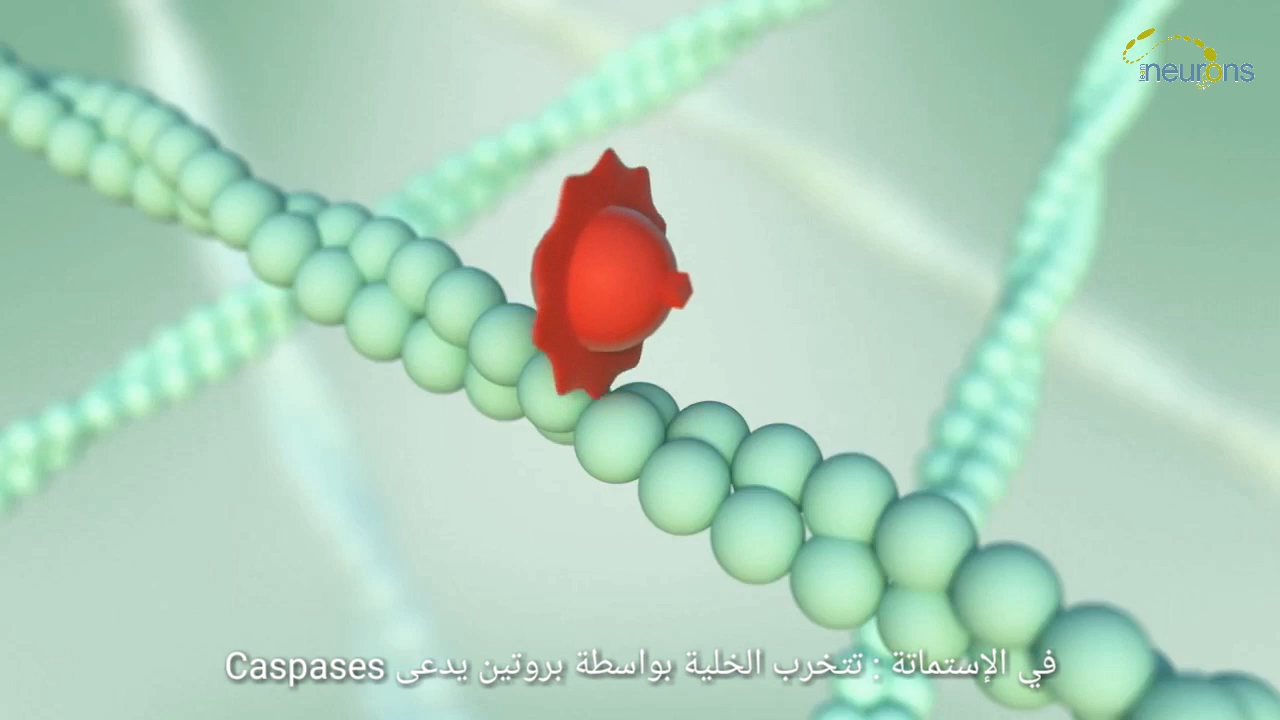 neurons
في الإستماتة : تتخرب الخلية بواسطة بروتين يدعى Caspases